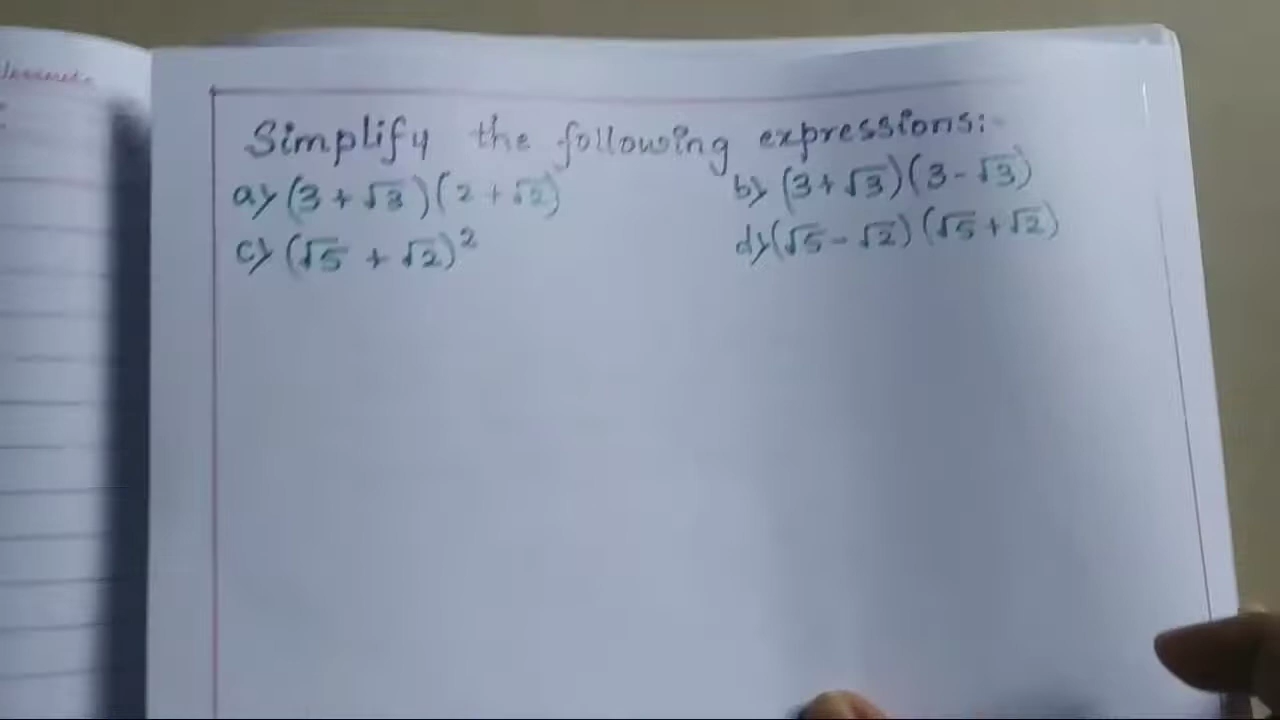 Simplify the following expressions:-
a) (3 + √3)(2 + √2) b) (3 + √3)(3 - √3)
c) (√5 + √2)² d) (√5 - √2)(√5 + √2)